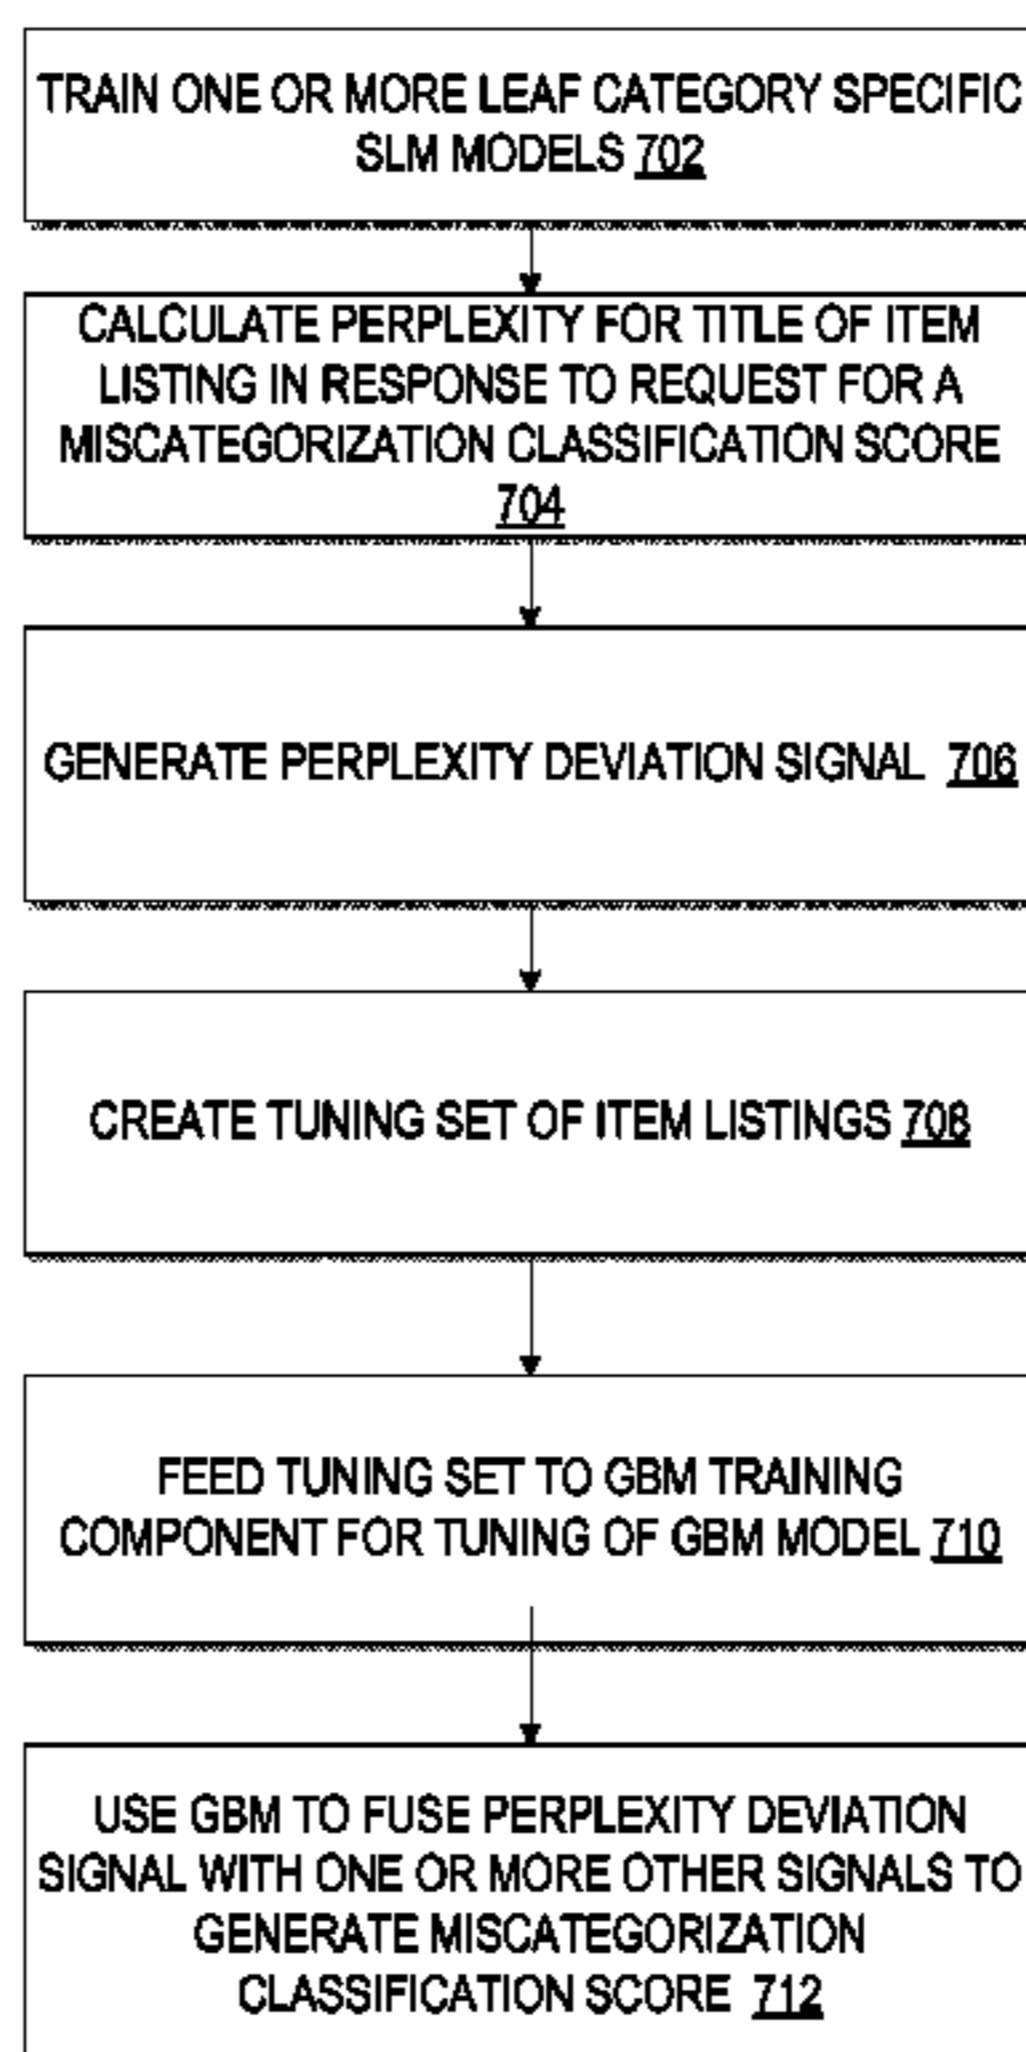 TRAIN ONE OR MORE LEAF CATEGORY SPECIFIC
SLM MODELS 702
CALCULATE PERPLEXITY FOR TITLE OF ITEM
LISTING IN RESPONSE TO REQUEST FOR A
MISCATEGORIZATION CLASSIFICATION SCORE
704
GENERATE PERPLEXITY DEVIATION SIGNAL 706
CREATE TUNING SET OF ITEM LISTINGS 708
FEED TUNING SET TO GBM TRAINING
COMPONENT FOR TUNING OF GBM MODEL 710
USE GBM TO FUSE PERPLEXITY DEVIATION
SIGNAL WITH ONE OR MORE OTHER SIGNALS TO
GENERATE MISCATEGORIZATION
CLASSIFICATION SCORE 712